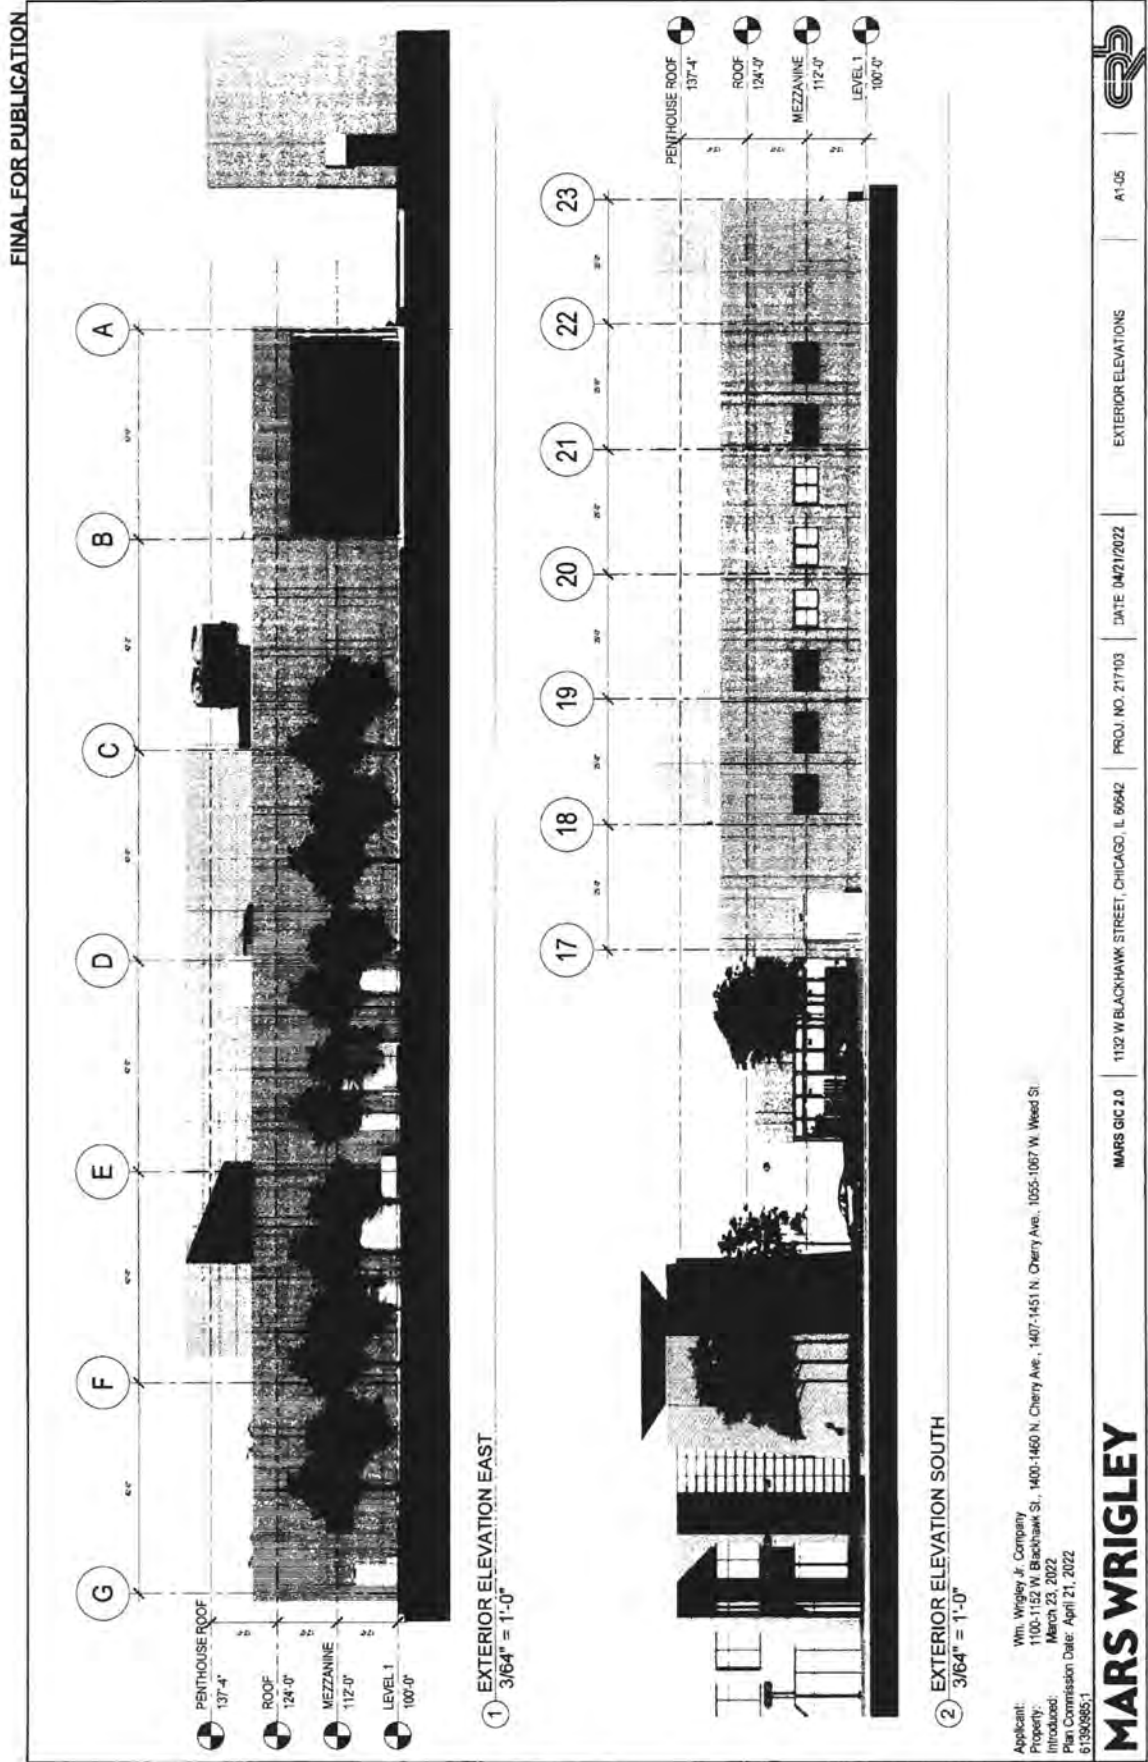 FINAL FOR PUBLICATION
G
F
E
D
C
B
A
PENTHOUSE ROOF
137'-4"
ROOF
124'-0"
MEZZANINE
112'-0"
LEVEL 1
100'-0"
1 EXTERIOR ELEVATION EAST
3/64" = 1'-0"
17
18
19
20
21
22
23
PENTHOUSE ROOF
137'-4"
ROOF
124'-0"
MEZZANINE
112'-0"
LEVEL 1
100'-0"
2 EXTERIOR ELEVATION SOUTH
3/64" = 1'-0"
Applicant: Wm. Wrigley Jr. Company
Property: 1100-1152 W. Blackhawk St., 1400-1460 N. Cherry Ave., 1407-1451 N. Cherry Ave., 1055-1067 W. Weed St.
Introduced: March 23, 2022
Plan Commission Date: April 21, 2022
61390985;1
MARS WRIGLEY
MARS GIC 2.0
1132 W BLACKHAWK STREET, CHICAGO, IL 60642
PROJ. NO. 217103
DATE 04/21/2022
EXTERIOR ELEVATIONS
A1-05